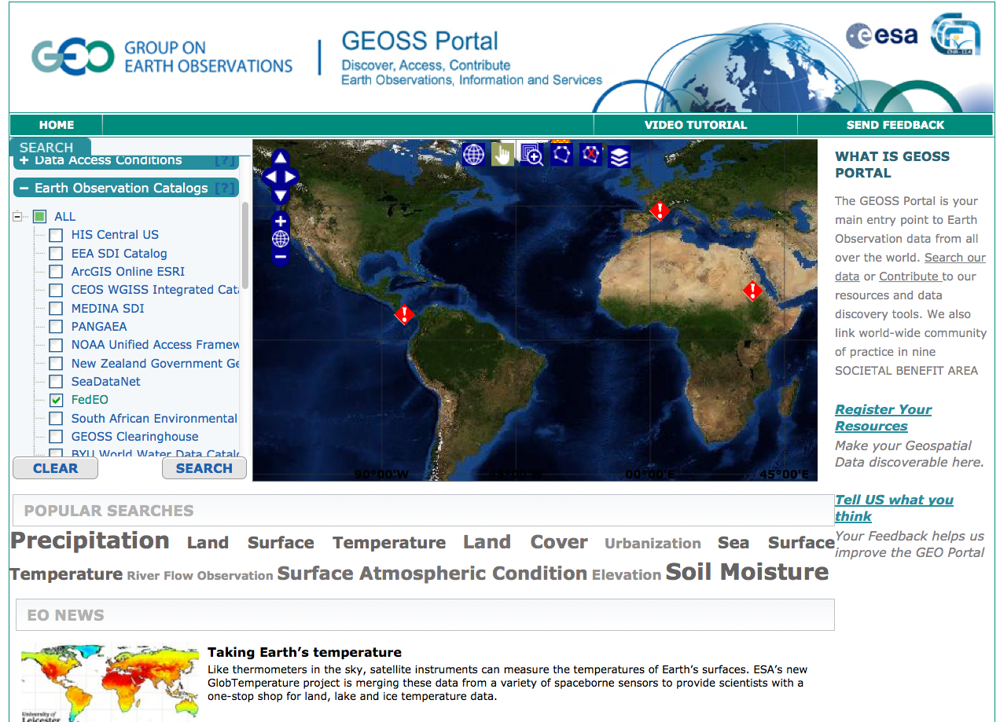 GEO GROUP ON
EARTH OBSERVATIONS
GEOSS Portal
Discover, Access, Contribute
Earth Observations, Information and Services
esa
CNR-IIA
HOME
VIDEO TUTORIAL
SEND FEEDBACK
SEARCH
+ Data Access Conditions [?]
− Earth Observation Catalogs [?]
ALL
HIS Central US
EEA SDI Catalog
ArcGIS Online ESRI
CEOS WGISS Integrated Cata
MEDINA SDI
PANGAEA
NOAA Unified Access Framew
New Zealand Government Ge
SeaDataNet
FedEO
South African Environmental
GEOSS Clearinghouse
BYU World Water Data Catalo
CLEAR
SEARCH
90°00'W
45°00'W
00°00'E
45°00'E
WHAT IS GEOSS
PORTAL
The GEOSS Portal is your
main entry point to Earth
Observation data from all
over the world. Search our
data or Contribute to our
resources and data
discovery tools. We also
link world-wide community
of practice in nine
SOCIETAL BENEFIT AREA
Register Your
Resources
Make your Geospatial
Data discoverable here.
Tell US what you
think
Your Feedback helps us
improve the GEO Portal
POPULAR SEARCHES
Precipitation Land Surface Temperature Land Cover Urbanization Sea Surface
Temperature River Flow Observation Surface Atmospheric Condition Elevation Soil Moisture
EO NEWS
Taking Earth's temperature
Like thermometers in the sky, satellite instruments can measure the temperatures of Earth's surfaces. ESA's new
GlobTemperature project is merging these data from a variety of spaceborne sensors to provide scientists with a
one-stop shop for land, lake and ice temperature data.
University of
Leicester